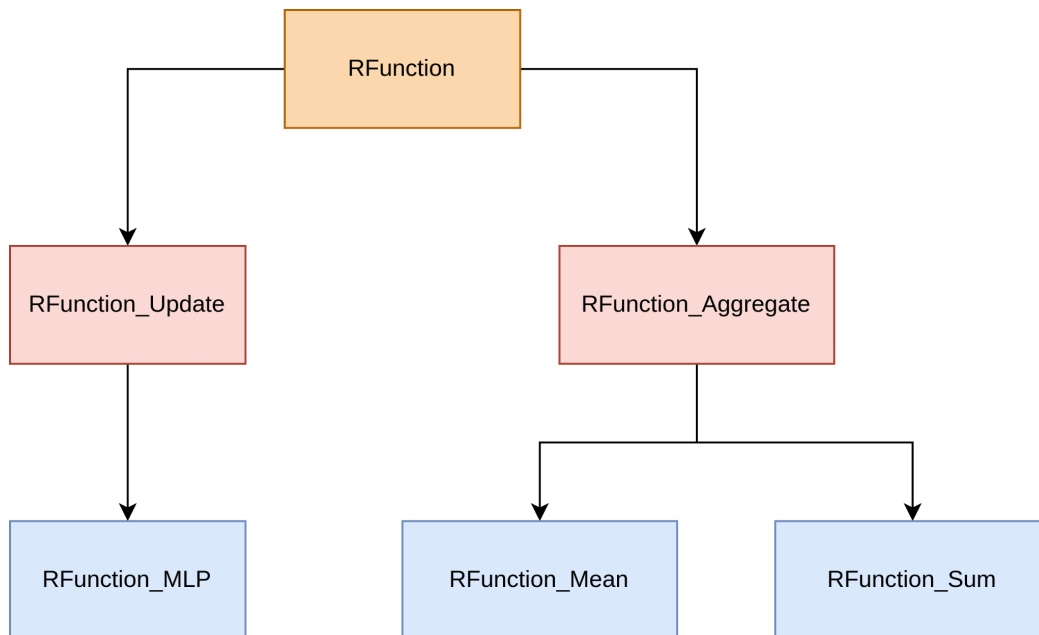 RFunction
RFunction_Update
RFunction_Aggregate
RFunction_MLP
RFunction_Mean
RFunction_Sum